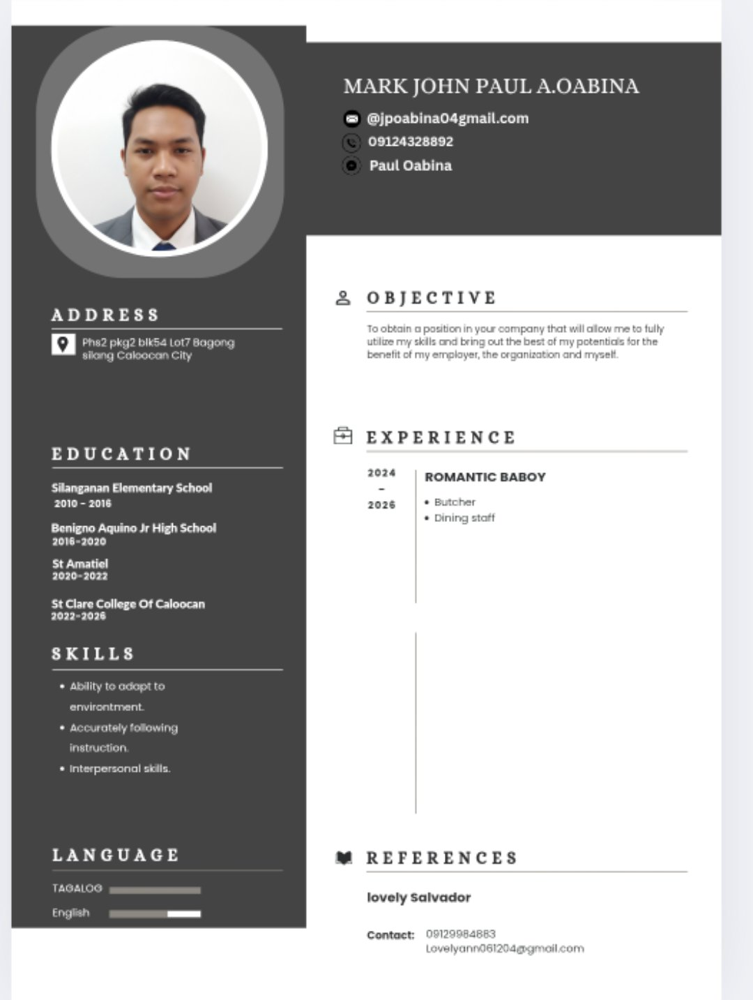 MARK JOHN PAUL A.OABINA
@jpoabina04gmail.com
09124328892
Paul Oabina
ADDRESS
Phs2 pkg2 blk54 Lot7 Bagong
silang Caloocan City
EDUCATION
Silanganan Elementary School
2010 - 2016
Benigno Aquino Jr High School
2016-2020
St Amatiel
2020-2022
St Clare College Of Caloocan
2022-2026
SKILLS
• Ability to adapt to
environtment.
• Accurately following
instruction.
• Interpersonal skills.
LANGUAGE
TAGALOG
English
OBJECTIVE
To obtain a position in your company that will allow me to fully
utilize my skills and bring out the best of my potentials for the
benefit of my employer, the organization and myself.
EXPERIENCE
2024
-
2026
ROMANTIC BABOY
• Butcher
• Dining staff
REFERENCES
lovely Salvador
Contact: 09129984883
Lovelyann061204@gmail.com